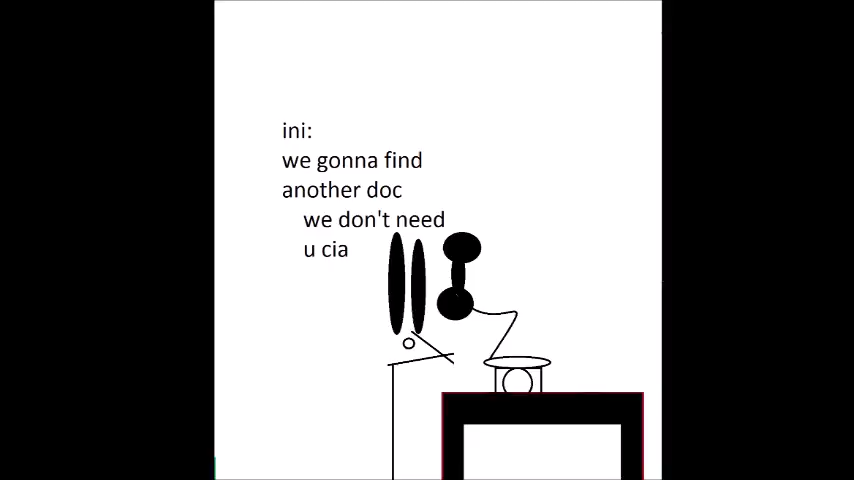 ini:
we gonna find
another doc
we don't need
u cia